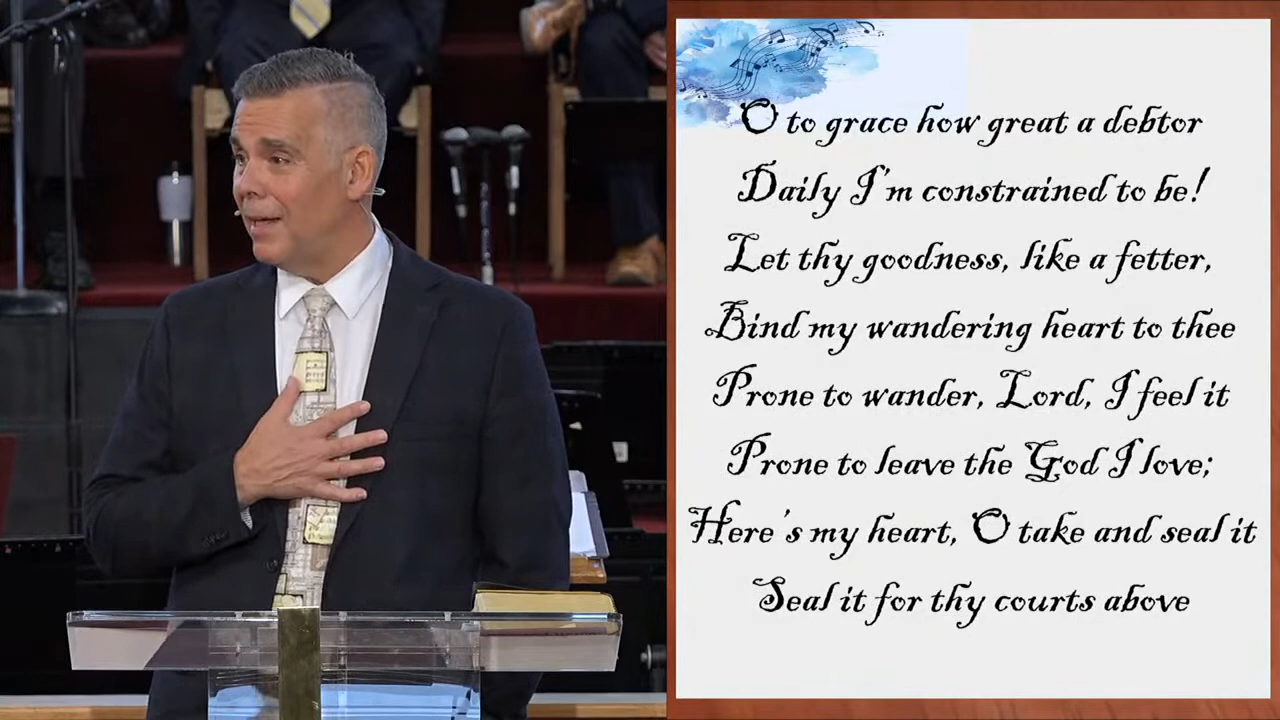 O to grace how great a debtor
Daily I'm constrained to be!
Let thy goodness, like a fetter,
Bind my wandering heart to thee
Prone to wander, Lord, I feel it
Prone to leave the God I love;
Here's my heart, O take and seal it
Seal it for thy courts above